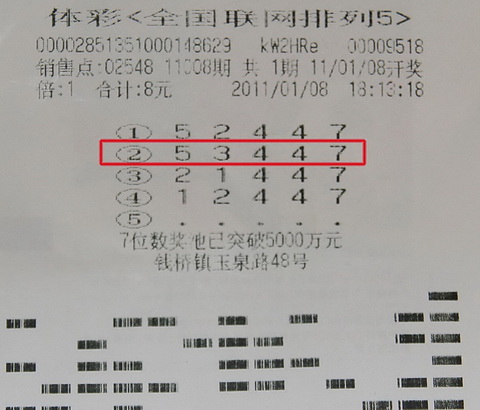 体彩<全国联网排列5>
00002851351000148629 kW2HRe 00009518
销售点:02548 11008期 共1期 11/01/08开奖
倍:1 合计:8元 2011/01/08 18:13:18
① 5 2 4 4 7
② 5 3 4 4 7
③ 2 1 4 4 7
④ 1 2 4 4 7
⑤ . . . . .
7位数奖池已突破5000万元
钱桥镇玉泉路48号